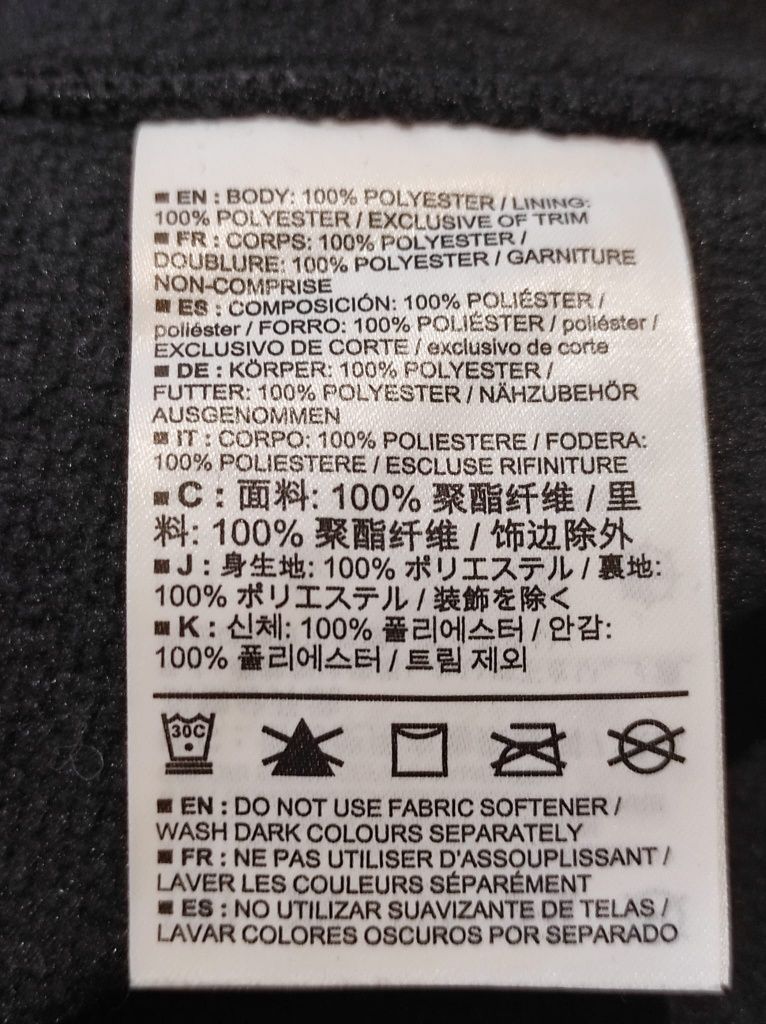 ■ EN : BODY: 100% POLYESTER / LINING:
100% POLYESTER / EXCLUSIVE OF TRIM
■ FR : CORPS: 100% POLYESTER /
DOUBLURE: 100% POLYESTER / GARNITURE
NON-COMPRISE
■ ES : COMPOSICIÓN: 100% POLIÉSTER /
poliéster / FORRO: 100% POLIÉSTER / poliéster /
EXCLUSIVO DE CORTE / exclusivo de corte
■ DE : KÖRPER: 100% POLYESTER /
FUTTER: 100% POLYESTER / NÄHZUBEHÖR
AUSGENOMMEN
■ IT : CORPO: 100% POLIESTERE / FODERA:
100% POLIESTERE / ESCLUSE RIFINITURE
■ C : 面料: 100% 聚酯纤维 / 里
料: 100% 聚酯纤维 / 饰边除外
■ J : 身生地: 100% ポリエステル / 裏地:
100% ポリエステル / 装飾を除く
■ K : 신체: 100% 폴리에스터 / 안감:
100% 폴리에스터 / 트림 제외
30C
■ EN : DO NOT USE FABRIC SOFTENER /
WASH DARK COLOURS SEPARATELY
■ FR : NE PAS UTILISER D'ASSOUPLISSANT /
LAVER LES COULEURS SÉPARÉMENT
■ ES : NO UTILIZAR SUAVIZANTE DE TELAS /
LAVAR COLORES OSCUROS POR SEPARADO